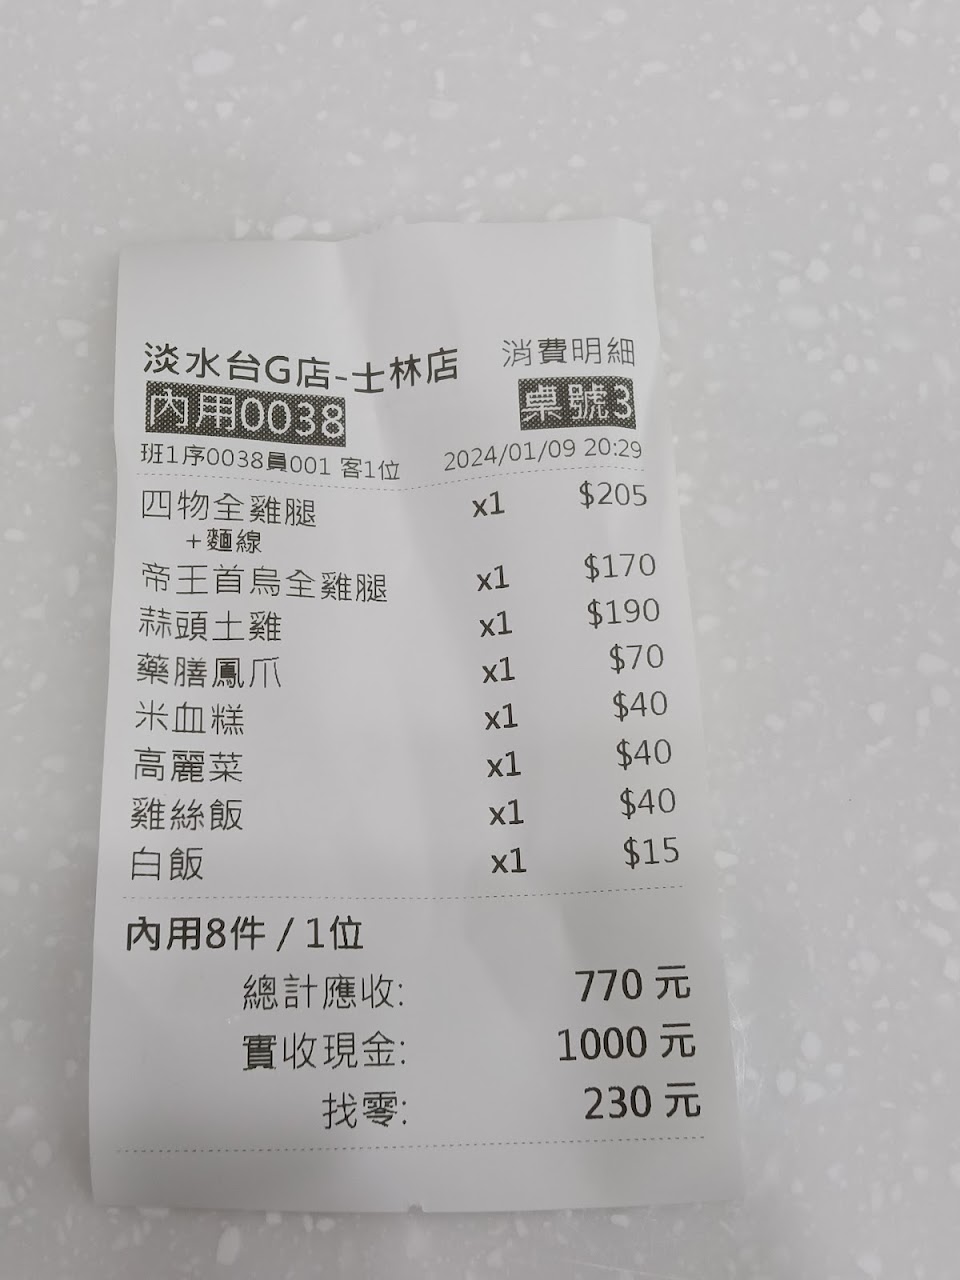 淡水台G店-士林店 消費明細
內用0038 票號3
班1序0038員001 客1位 2024/01/09 20:29
四物全雞腿 x1 $205
+麵線
帝王首烏全雞腿 x1 $170
蒜頭土雞 x1 $190
藥膳鳳爪 x1 $70
米血糕 x1 $40
高麗菜 x1 $40
雞絲飯 x1 $40
白飯 x1 $15
內用8件 / 1位
總計應收: 770 元
實收現金: 1000 元
找零: 230 元